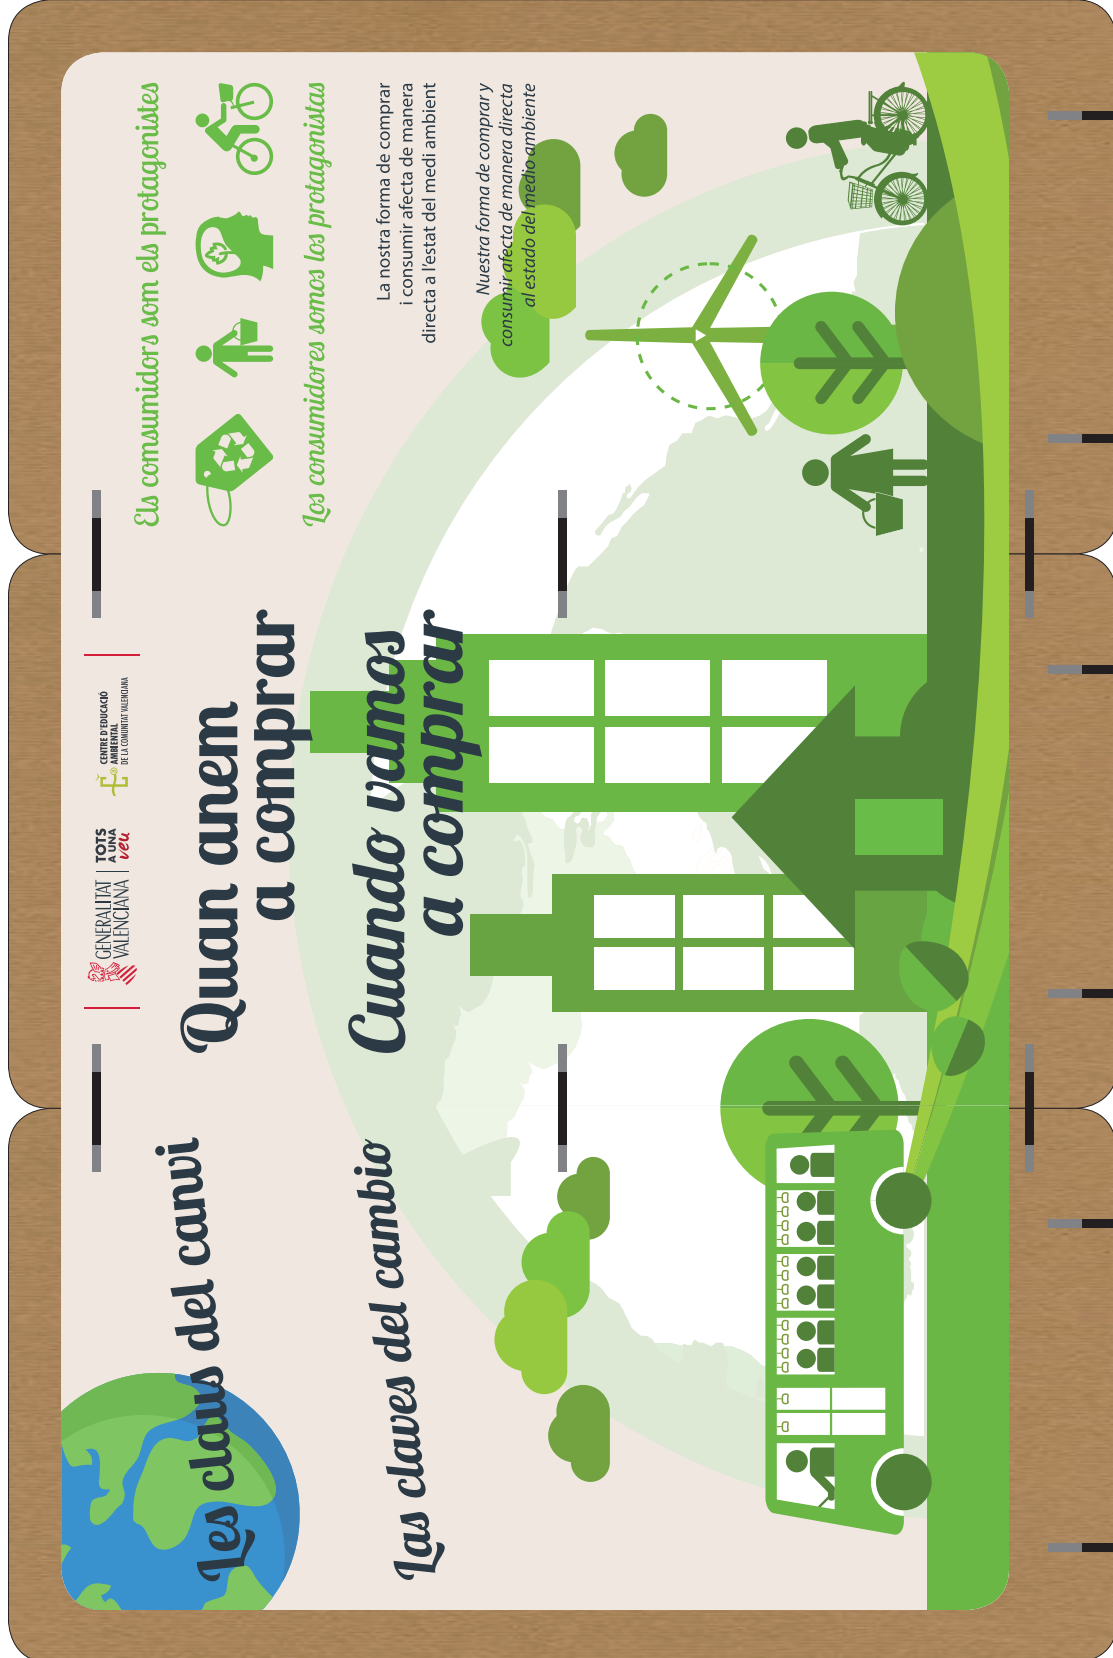 Les claus del canvi
Las claves del cambio
GENERALITAT
VALENCIANA
TOTS
A UNA
veu
CENTRE D'EDUCACIÓ
AMBIENTAL
DE LA COMUNITAT VALENCIANA
Quan anem
a comprar
Cuando vamos
a comprar
Els comsumidors som els protagonistes
Los consumidores somos los protagonistas
La nostra forma de comprar
i consumir afecta de manera
directa a l'estat del medi ambient
Nuestra forma de comprar y
consumir afecta de manera directa
al estado del medio ambiente